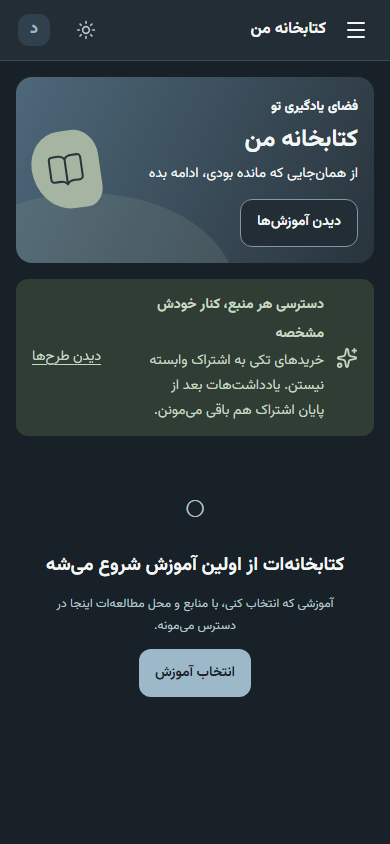 کتابخانه من
د
فضای یادگیری تو
کتابخانه من
از همان‌جایی که مانده بودی، ادامه بده
دیدن آموزش‌ها
دسترسی هر منبع، کنار خودش
مشخصه
خریدهای تکی به اشتراک وابسته
نیستن. یادداشت‌هات بعد از
پایان اشتراک هم باقی می‌مونن.
دیدن طرح‌ها
کتابخانه‌ات از اولین آموزش شروع می‌شه
آموزشی که انتخاب کنی، با منابع و محل مطالعه‌ات اینجا در
دسترس می‌مونه.
انتخاب آموزش